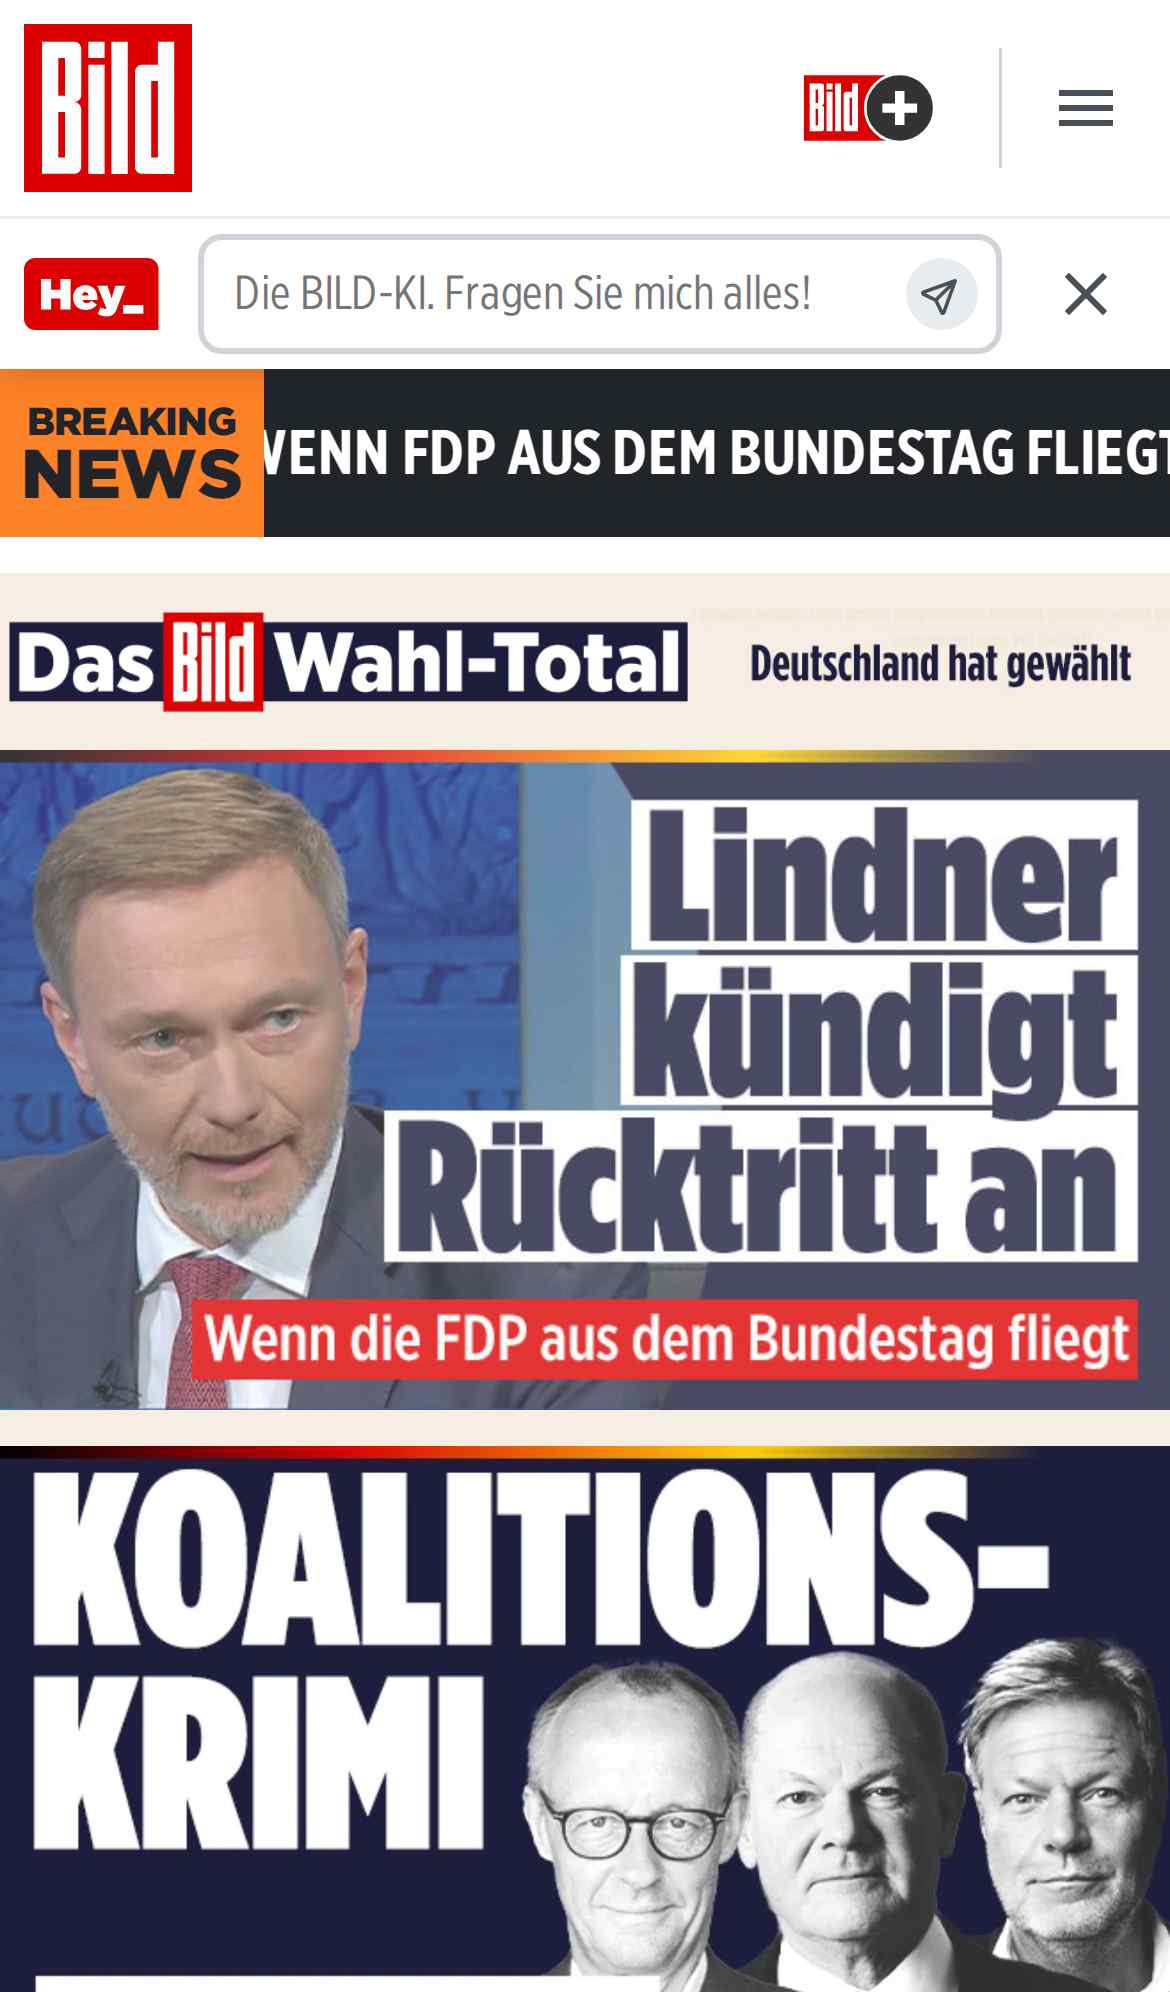 Bild
Bild
Hey_
Die BILD-KI. Fragen Sie mich alles!
BREAKING
NEWS
WENN FDP AUS DEM BUNDESTAG FLIEGT
Das Bild Wahl-Total
Deutschland hat gewählt
Lindner
kündigt
Rücktritt an
Wenn die FDP aus dem Bundestag fliegt
KOALITIONS-
KRIMI